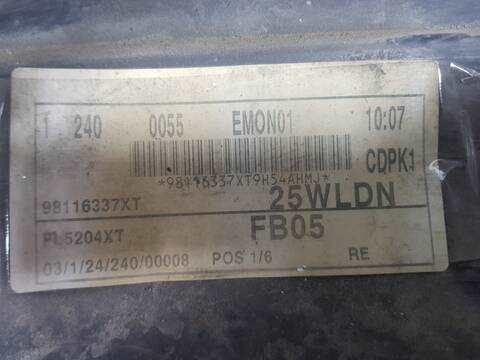 1 240 0055 EMON01 10:07
*98116337XT9H54AHMJ*
CDPK1
98116337XT 25WLDN
PL5204XT FB05
03/1/24/240/00008 POS 1/6 RE